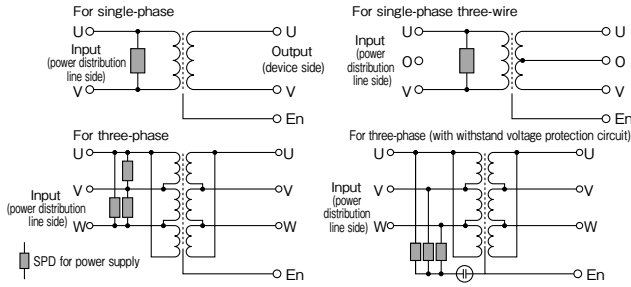 For single-phase
U
Input
(power distribution
line side)
V
U
Output
(device side)
V
En
For single-phase three-wire
U
Input
(power
distribution
line side)
O
V
U
O
V
En
For three-phase
U
V
Input
(power distribution
line side)
W
U
V
W
En
SPD for power supply
For three-phase (with withstand voltage protection circuit)
U
V
Input
(power
distribution
line side)
W
U
V
W
En